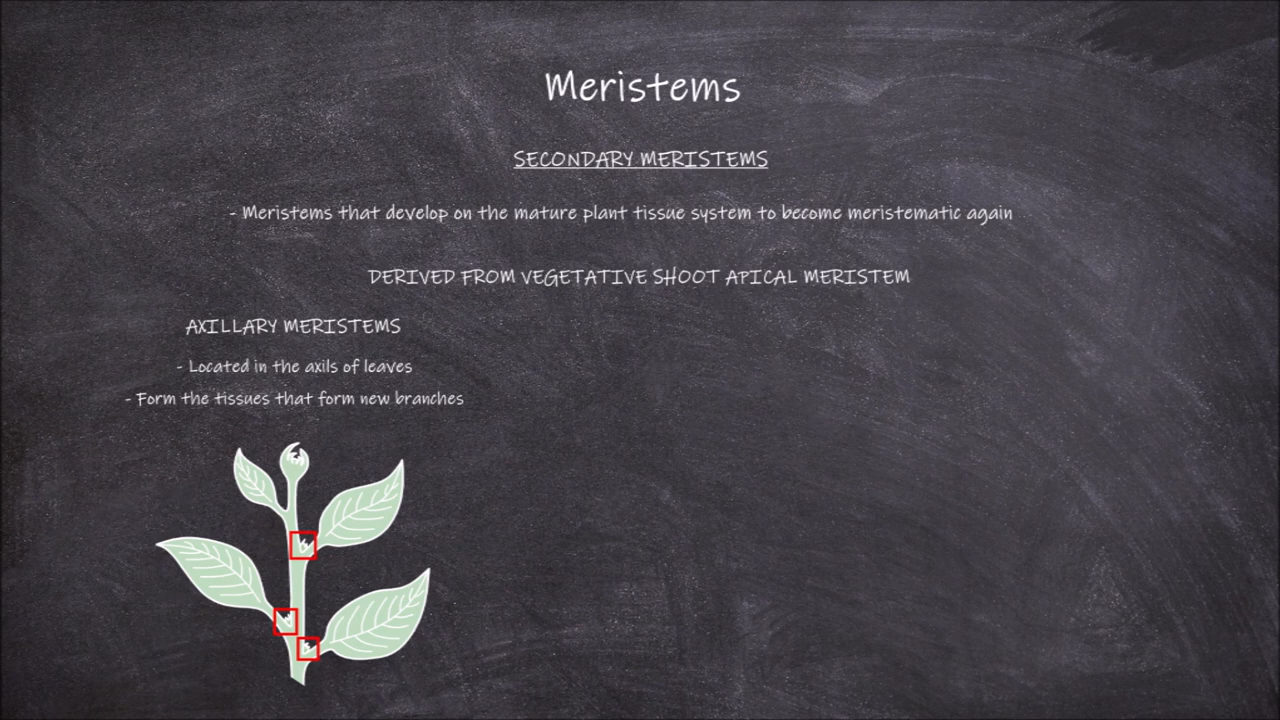 Meristems
SECONDARY MERISTEMS
- Meristems that develop on the mature plant tissue system to become meristematic again
DERIVED FROM VEGETATIVE SHOOT APICAL MERISTEM
AXILLARY MERISTEMS
- Located in the axils of leaves
- Form the tissues that form new branches